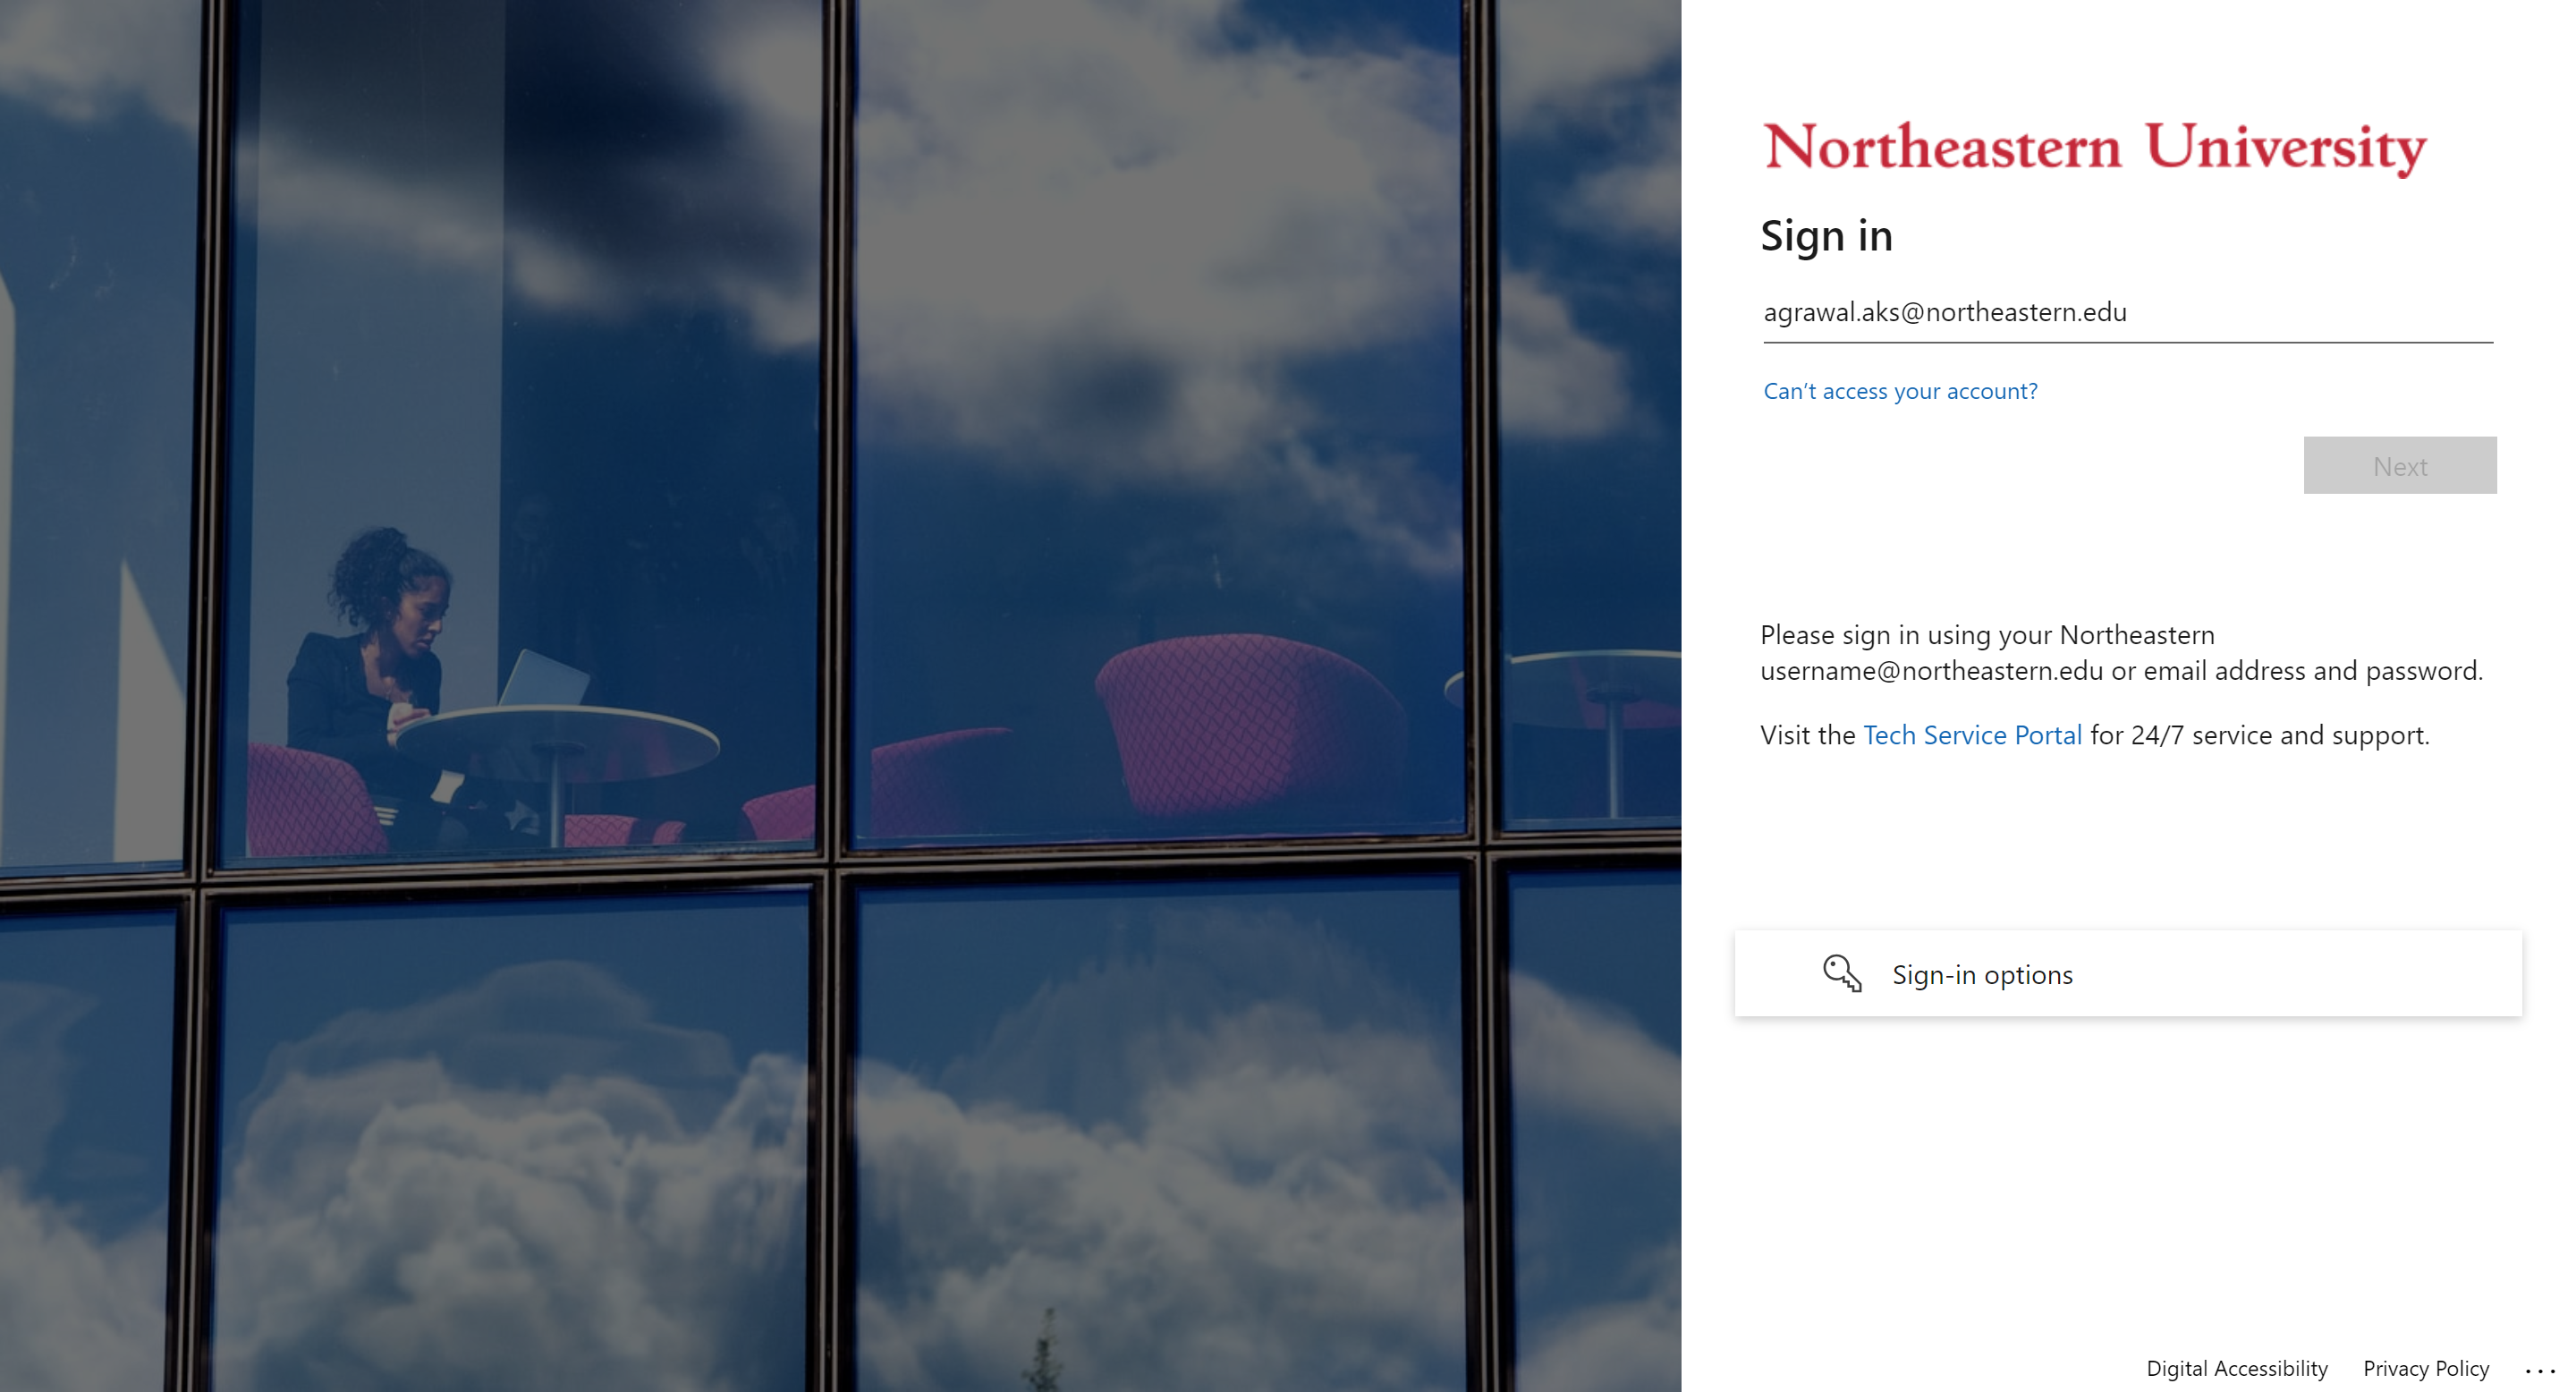 Northeastern University
Sign in
agrawal.aks@northeastern.edu
Can't access your account?
Next
Please sign in using your Northeastern
username@northeastern.edu or email address and password.
Visit the Tech Service Portal for 24/7 service and support.
Sign-in options
Digital Accessibility Privacy Policy ...